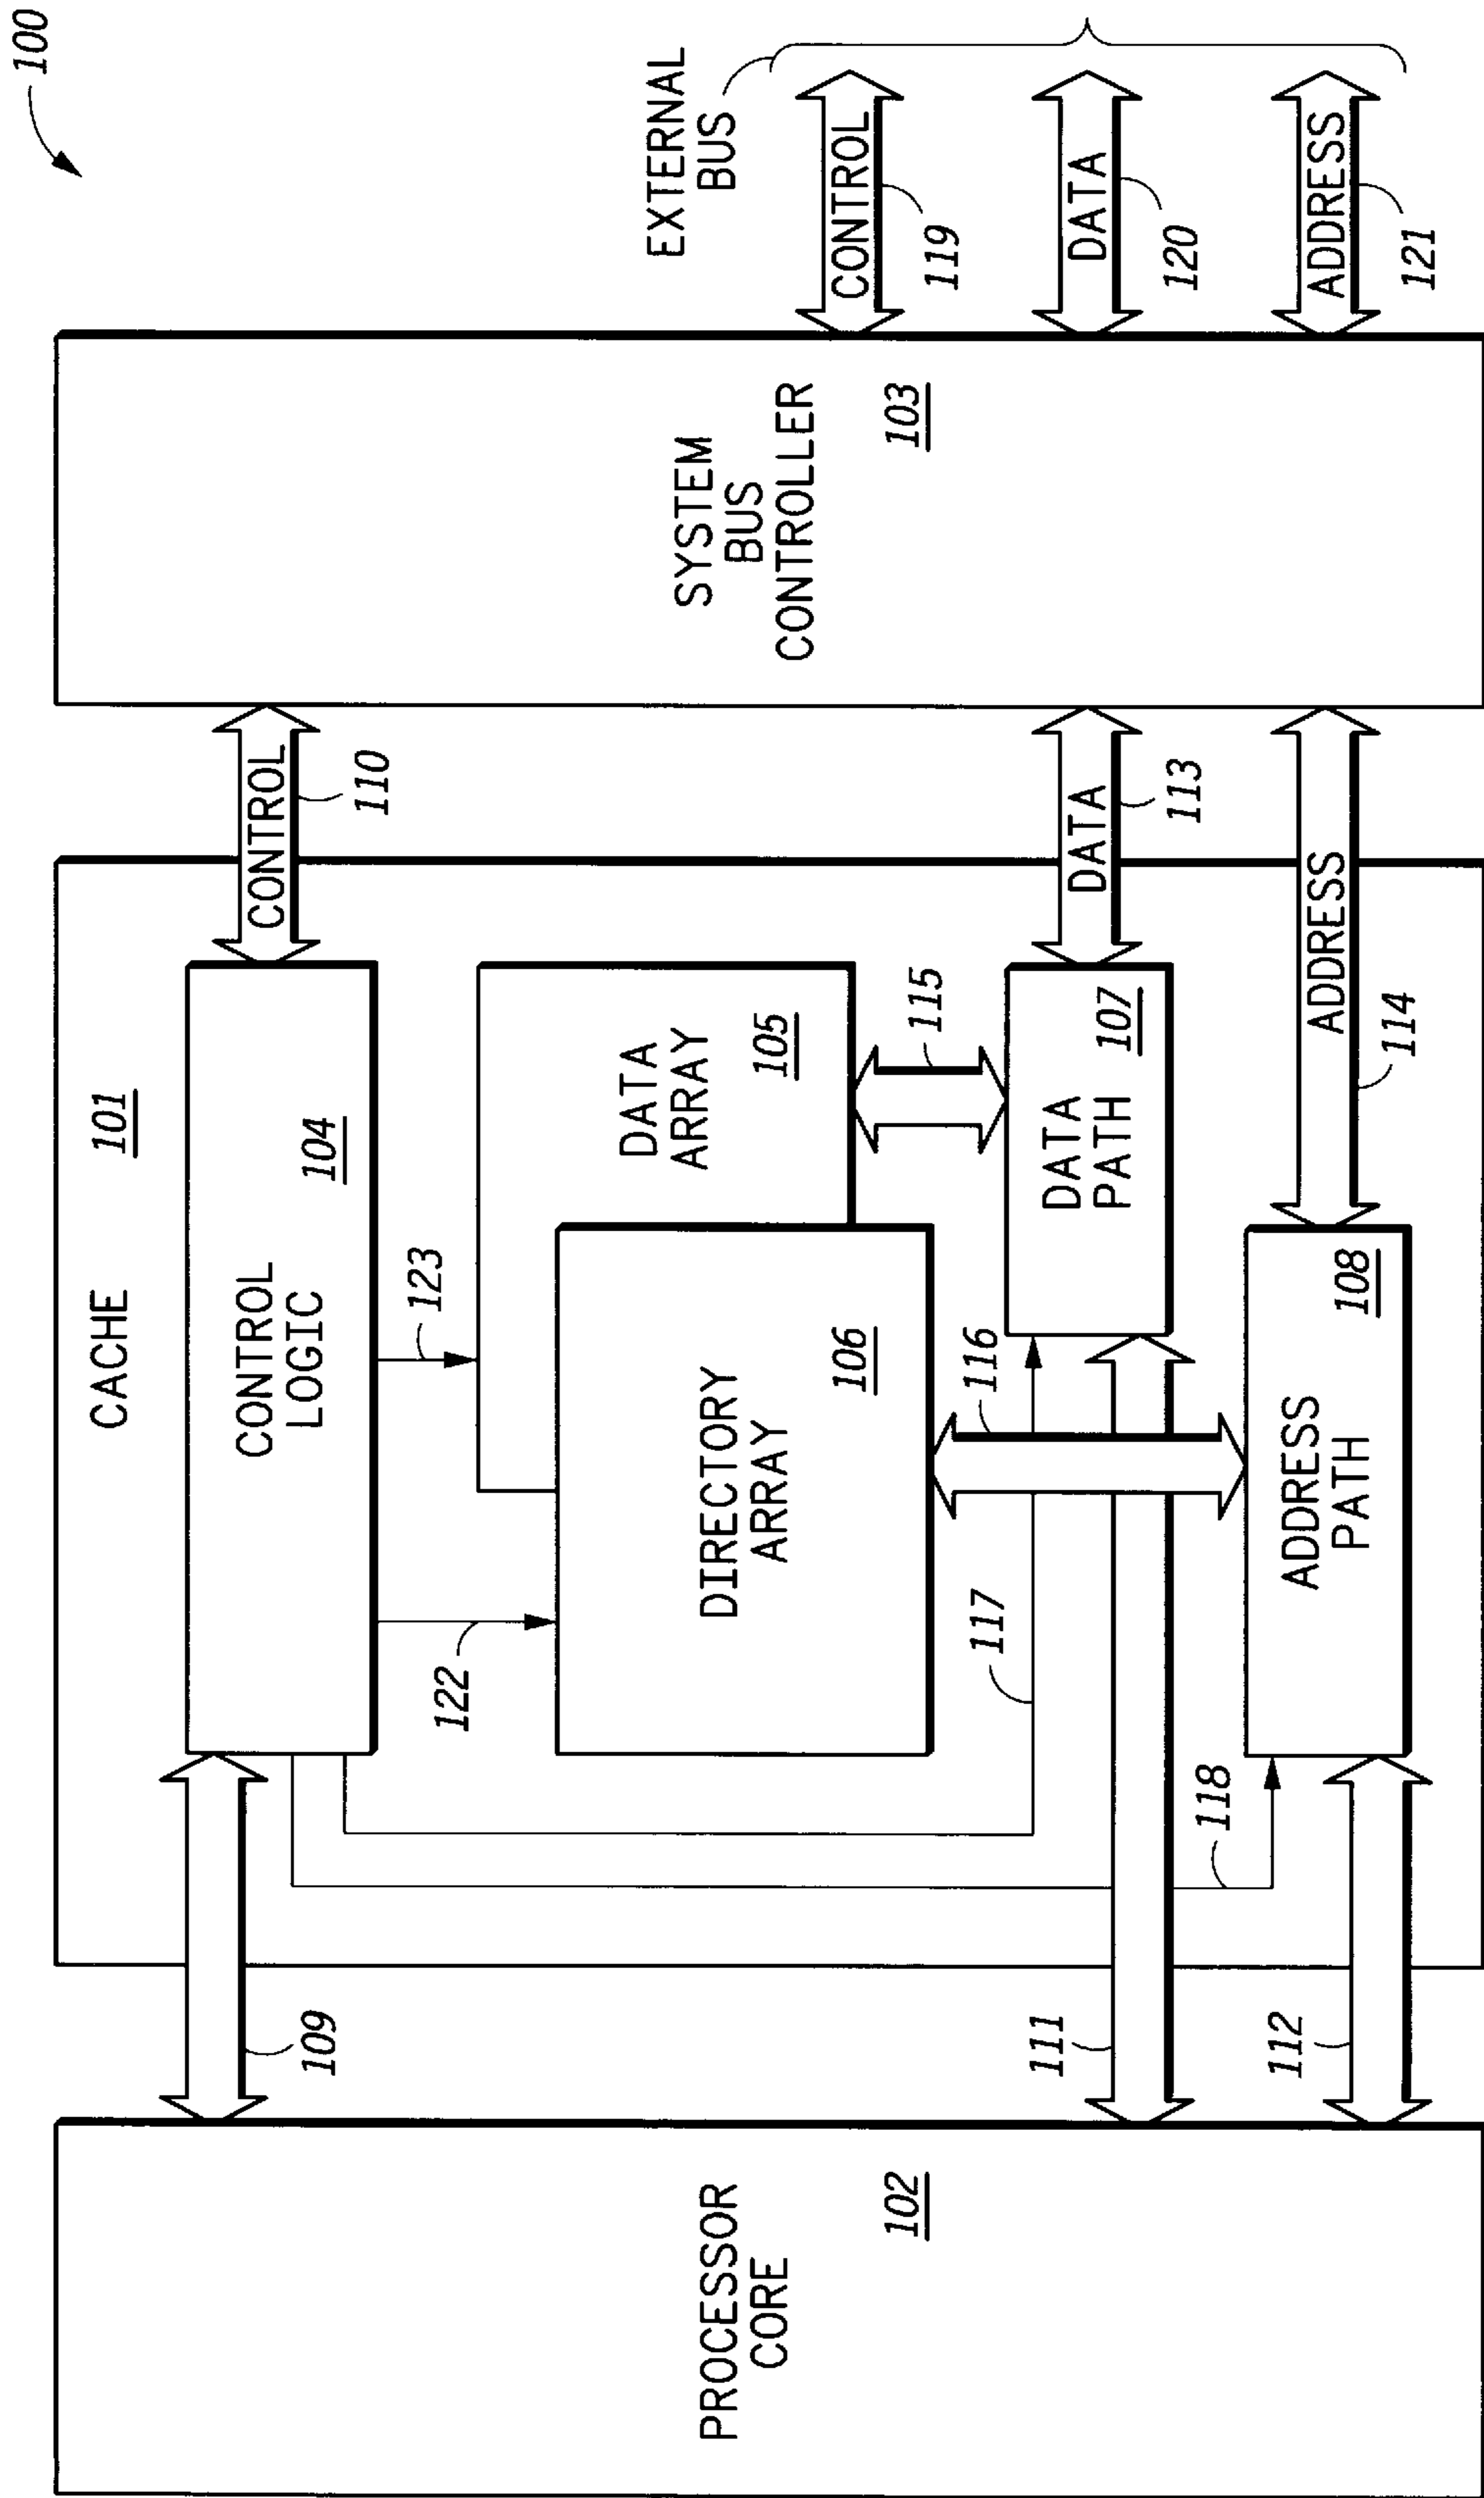 100
EXTERNAL
BUS
PROCESSOR
CORE
102
109
111
112
CACHE 101
CONTROL
LOGIC
104
122
123
DATA
ARRAY
105
DIRECTORY
ARRAY
106
115
116
117
118
DATA
PATH
107
ADDRESS
PATH
108
CONTROL
110
DATA
113
ADDRESS
114
SYSTEM
BUS
CONTROLLER
103
CONTROL
119
DATA
120
ADDRESS
121